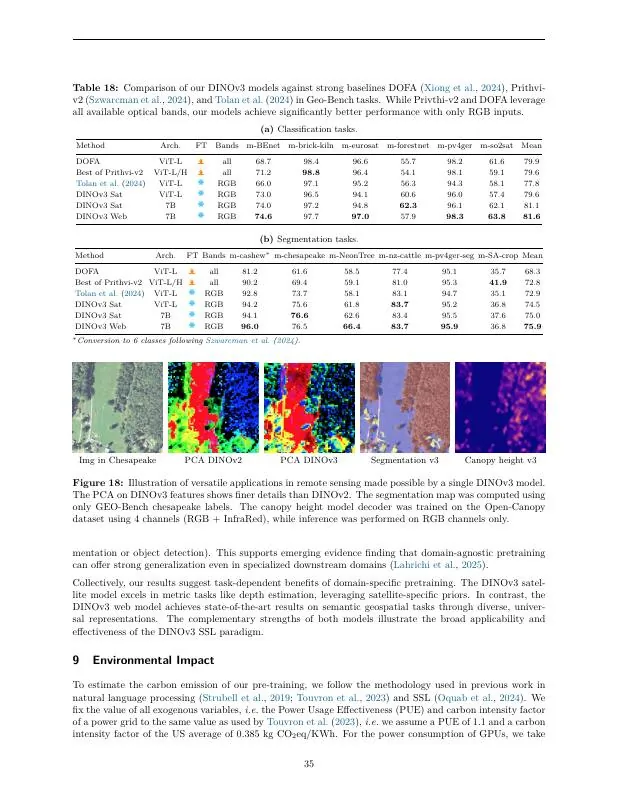 Table 18: Comparison of our DINOv3 models against strong baselines DOFA (Xiong et al., 2024), Prithvi-
v2 (Szwarcman et al., 2024), and Tolan et al. (2024) in Geo-Bench tasks. While Privthi-v2 and DOFA leverage
all available optical bands, our models achieve significantly better performance with only RGB inputs.
(a) Classification tasks.
Method Arch. FT Bands m-BEnet m-brick-kiln m-eurosat m-forestnet m-pv4ger m-so2sat Mean
DOFA ViT-L all 68.7 98.4 96.6 55.7 98.2 61.6 79.9
Best of Prithvi-v2 ViT-L/H all 71.2 98.8 96.4 54.1 98.1 59.1 79.6
Tolan et al. (2024) ViT-L RGB 66.0 97.1 95.2 56.3 94.3 58.1 77.8
DINOv3 Sat ViT-L RGB 73.0 96.5 94.1 60.6 96.0 57.4 79.6
DINOv3 Sat 7B RGB 74.0 97.2 94.8 62.3 96.1 62.1 81.1
DINOv3 Web 7B RGB 74.6 97.7 97.0 57.9 98.3 63.8 81.6
(b) Segmentation tasks.
Method Arch. FT Bands m-cashew* m-chesapeake m-NeonTree m-nz-cattle m-pv4ger-seg m-SA-crop Mean
DOFA ViT-L all 81.2 61.6 58.5 77.4 95.1 35.7 68.3
Best of Prithvi-v2 ViT-L/H all 90.2 69.4 59.1 81.0 95.3 41.9 72.8
Tolan et al. (2024) ViT-L RGB 92.8 73.7 58.1 83.1 94.7 35.1 72.9
DINOv3 Sat ViT-L RGB 94.2 75.6 61.8 83.7 95.2 36.8 74.5
DINOv3 Sat 7B RGB 94.1 76.6 62.6 83.4 95.5 37.6 75.0
DINOv3 Web 7B RGB 96.0 76.5 66.4 83.7 95.9 36.8 75.9
*Conversion to 6 classes following Szwarcman et al. (2024).
Img in Chesapeake PCA DINOv2 PCA DINOv3 Segmentation v3 Canopy height v3
Figure 18: Illustration of versatile applications in remote sensing made possible by a single DINOv3 model.
The PCA on DINOv3 features shows finer details than DINOv2. The segmentation map was computed using
only GEO-Bench chesapeake labels. The canopy height model decoder was trained on the Open-Canopy
dataset using 4 channels (RGB + InfraRed), while inference was performed on RGB channels only.
mentation or object detection). This supports emerging evidence finding that domain-agnostic pretraining
can offer strong generalization even in specialized downstream domains (Lahrichi et al., 2025).
Collectively, our results suggest task-dependent benefits of domain-specific pretraining. The DINOv3 satel-
lite model excels in metric tasks like depth estimation, leveraging satellite-specific priors. In contrast, the
DINOv3 web model achieves state-of-the-art results on semantic geospatial tasks through diverse, univer-
sal representations. The complementary strengths of both models illustrate the broad applicability and
effectiveness of the DINOv3 SSL paradigm.
9 Environmental Impact
To estimate the carbon emission of our pre-training, we follow the methodology used in previous work in
natural language processing (Strubell et al., 2019; Touvron et al., 2023) and SSL (Oquab et al., 2024). We
fix the value of all exogenous variables, i.e. the Power Usage Effectiveness (PUE) and carbon intensity factor
of a power grid to the same value as used by Touvron et al. (2023), i.e. we assume a PUE of 1.1 and a carbon
intensity factor of the US average of 0.385 kg CO2eq/KWh. For the power consumption of GPUs, we take
35